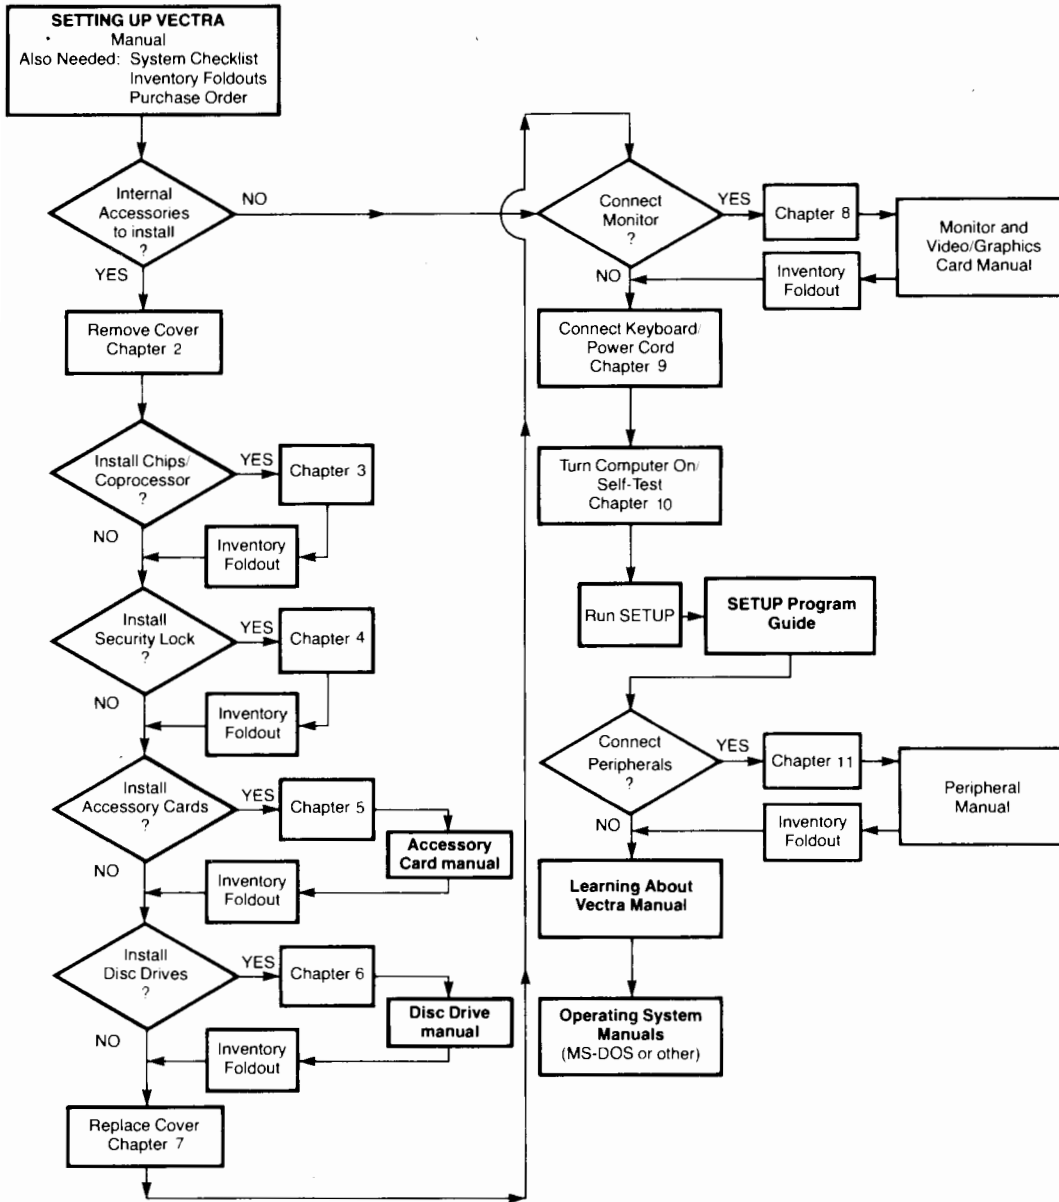 SETTING UP VECTRA
Manual
Also Needed: System Checklist
Inventory Foldouts
Purchase Order
Internal
Accessories
to install
?
NO
YES
Remove Cover
Chapter 2
Install Chips/
Coprocessor
?
YES
Chapter 3
NO
Inventory
Foldout
Install
Security Lock
?
YES
Chapter 4
NO
Inventory
Foldout
Install
Accessory Cards
?
YES
Chapter 5
Accessory
Card manual
NO
Inventory
Foldout
Install
Disc Drives
?
YES
Chapter 6
Disc Drive
manual
NO
Inventory
Foldout
Replace Cover
Chapter 7
Connect
Monitor
?
YES
Chapter 8
Monitor and
Video/Graphics
Card Manual
NO
Inventory
Foldout
Connect Keyboard/
Power Cord
Chapter 9
Turn Computer On/
Self-Test
Chapter 10
Run SETUP
SETUP Program
Guide
Connect
Peripherals
?
YES
Chapter 11
Peripheral
Manual
NO
Inventory
Foldout
Learning About
Vectra Manual
Operating System
Manuals
(MS-DOS or other)